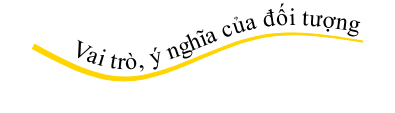 Vai trò, ý nghĩa của đối tượng